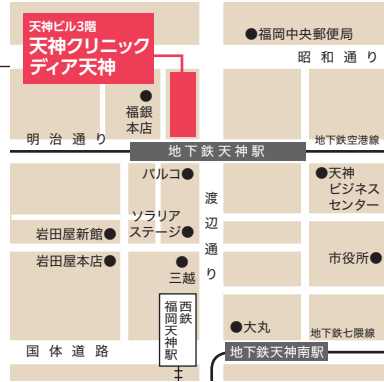 天神ビル3階
天神クリニック
ディア天神
●福岡中央郵便局
昭和通り
福銀
本店
明治通り
地下鉄空港線
地下鉄天神駅
パルコ●
●天神
ビジネス
センター
渡辺通り
ソラリア
ステージ●
岩田屋新館●
岩田屋本店●
市役所●
三越
西鉄
福岡天神駅
●大丸
地下鉄七隈線
国体道路
地下鉄天神南駅